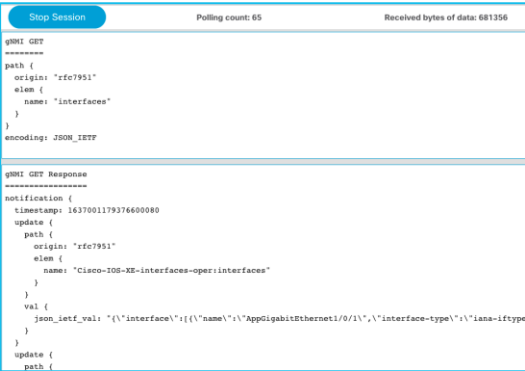 Stop Session Polling count: 65 Received bytes of data: 681356
gNMI GET
========
path {
  origin: "rfc7951"
  elem {
    name: "interfaces"
  }
}
encoding: JSON_IETF
gNMI GET Response
=================
notification {
  timestamp: 1637001179376600080
  update {
    path {
      origin: "rfc7951"
      elem {
        name: "Cisco-IOS-XE-interfaces-oper:interfaces"
      }
    }
    val {
      json_ietf_val: "{\"interface\":[{\"name\":\"AppGigabitEthernet1/0/1\",\"interface-type\":\"iana-iftype
    }
  }
  update {
    path {